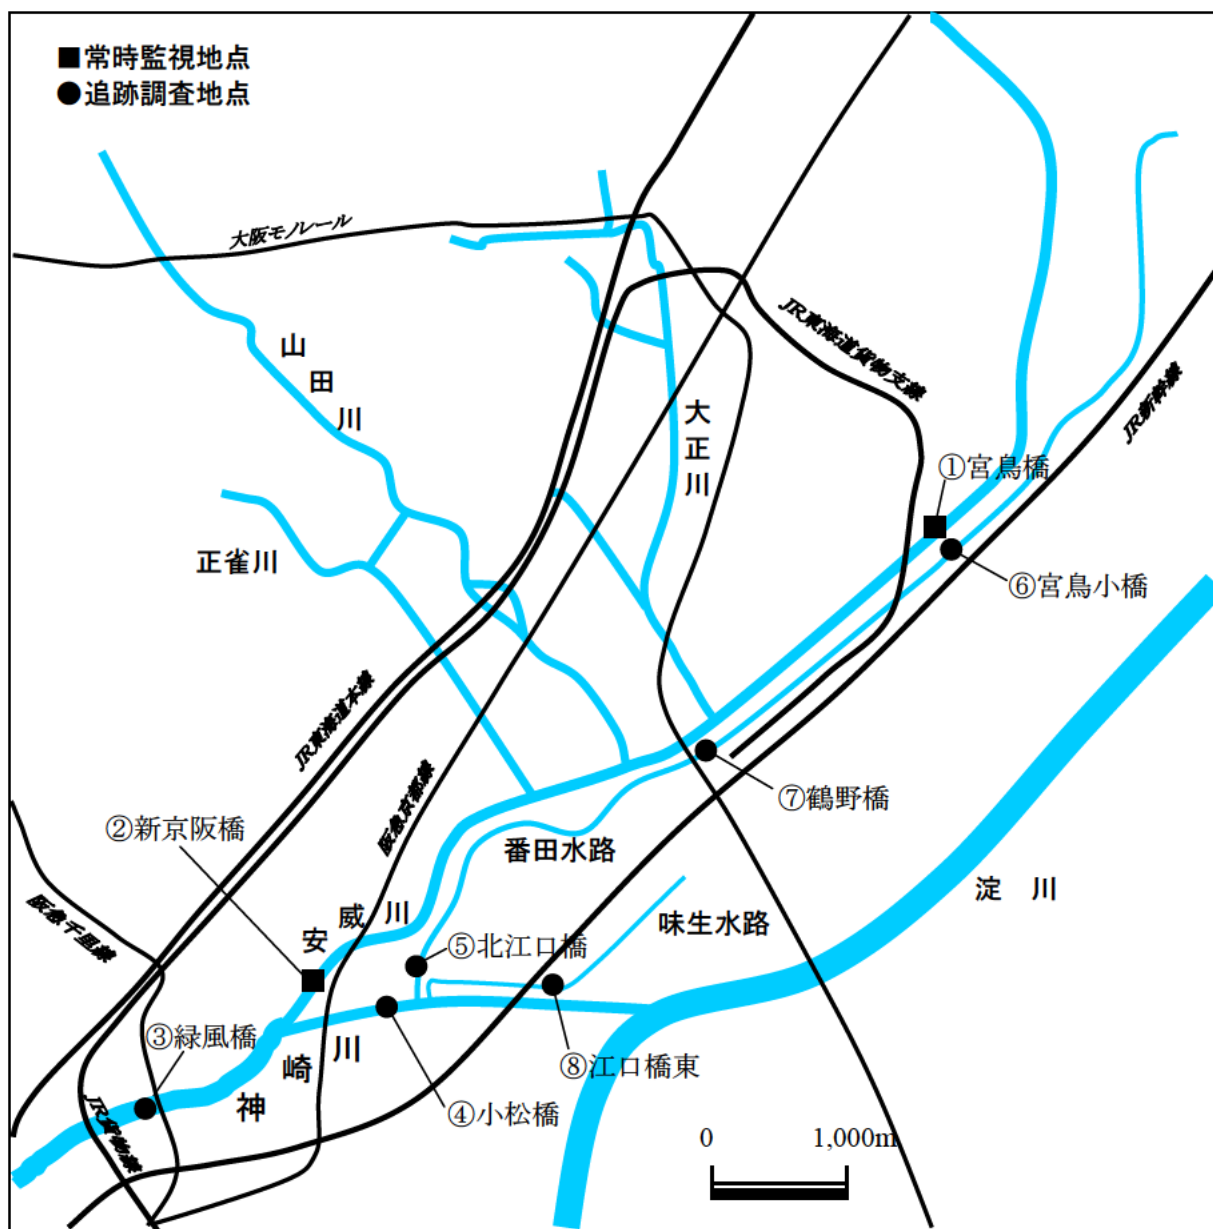 ■常時監視地点
●追跡調査地点
大阪モノレール
JR東海道貨物支線
JR新幹線
山田川
大正川
①宮鳥橋
正雀川
⑥宮鳥小橋
JR東海道本線
阪急京都線
⑦鶴野橋
②新京阪橋
番田水路
淀 川
阪急千里線
安威川
味生水路
⑤北江口橋
③緑風橋
神崎川
⑧江口橋東
④小松橋
JR貨物線
0 1,000m